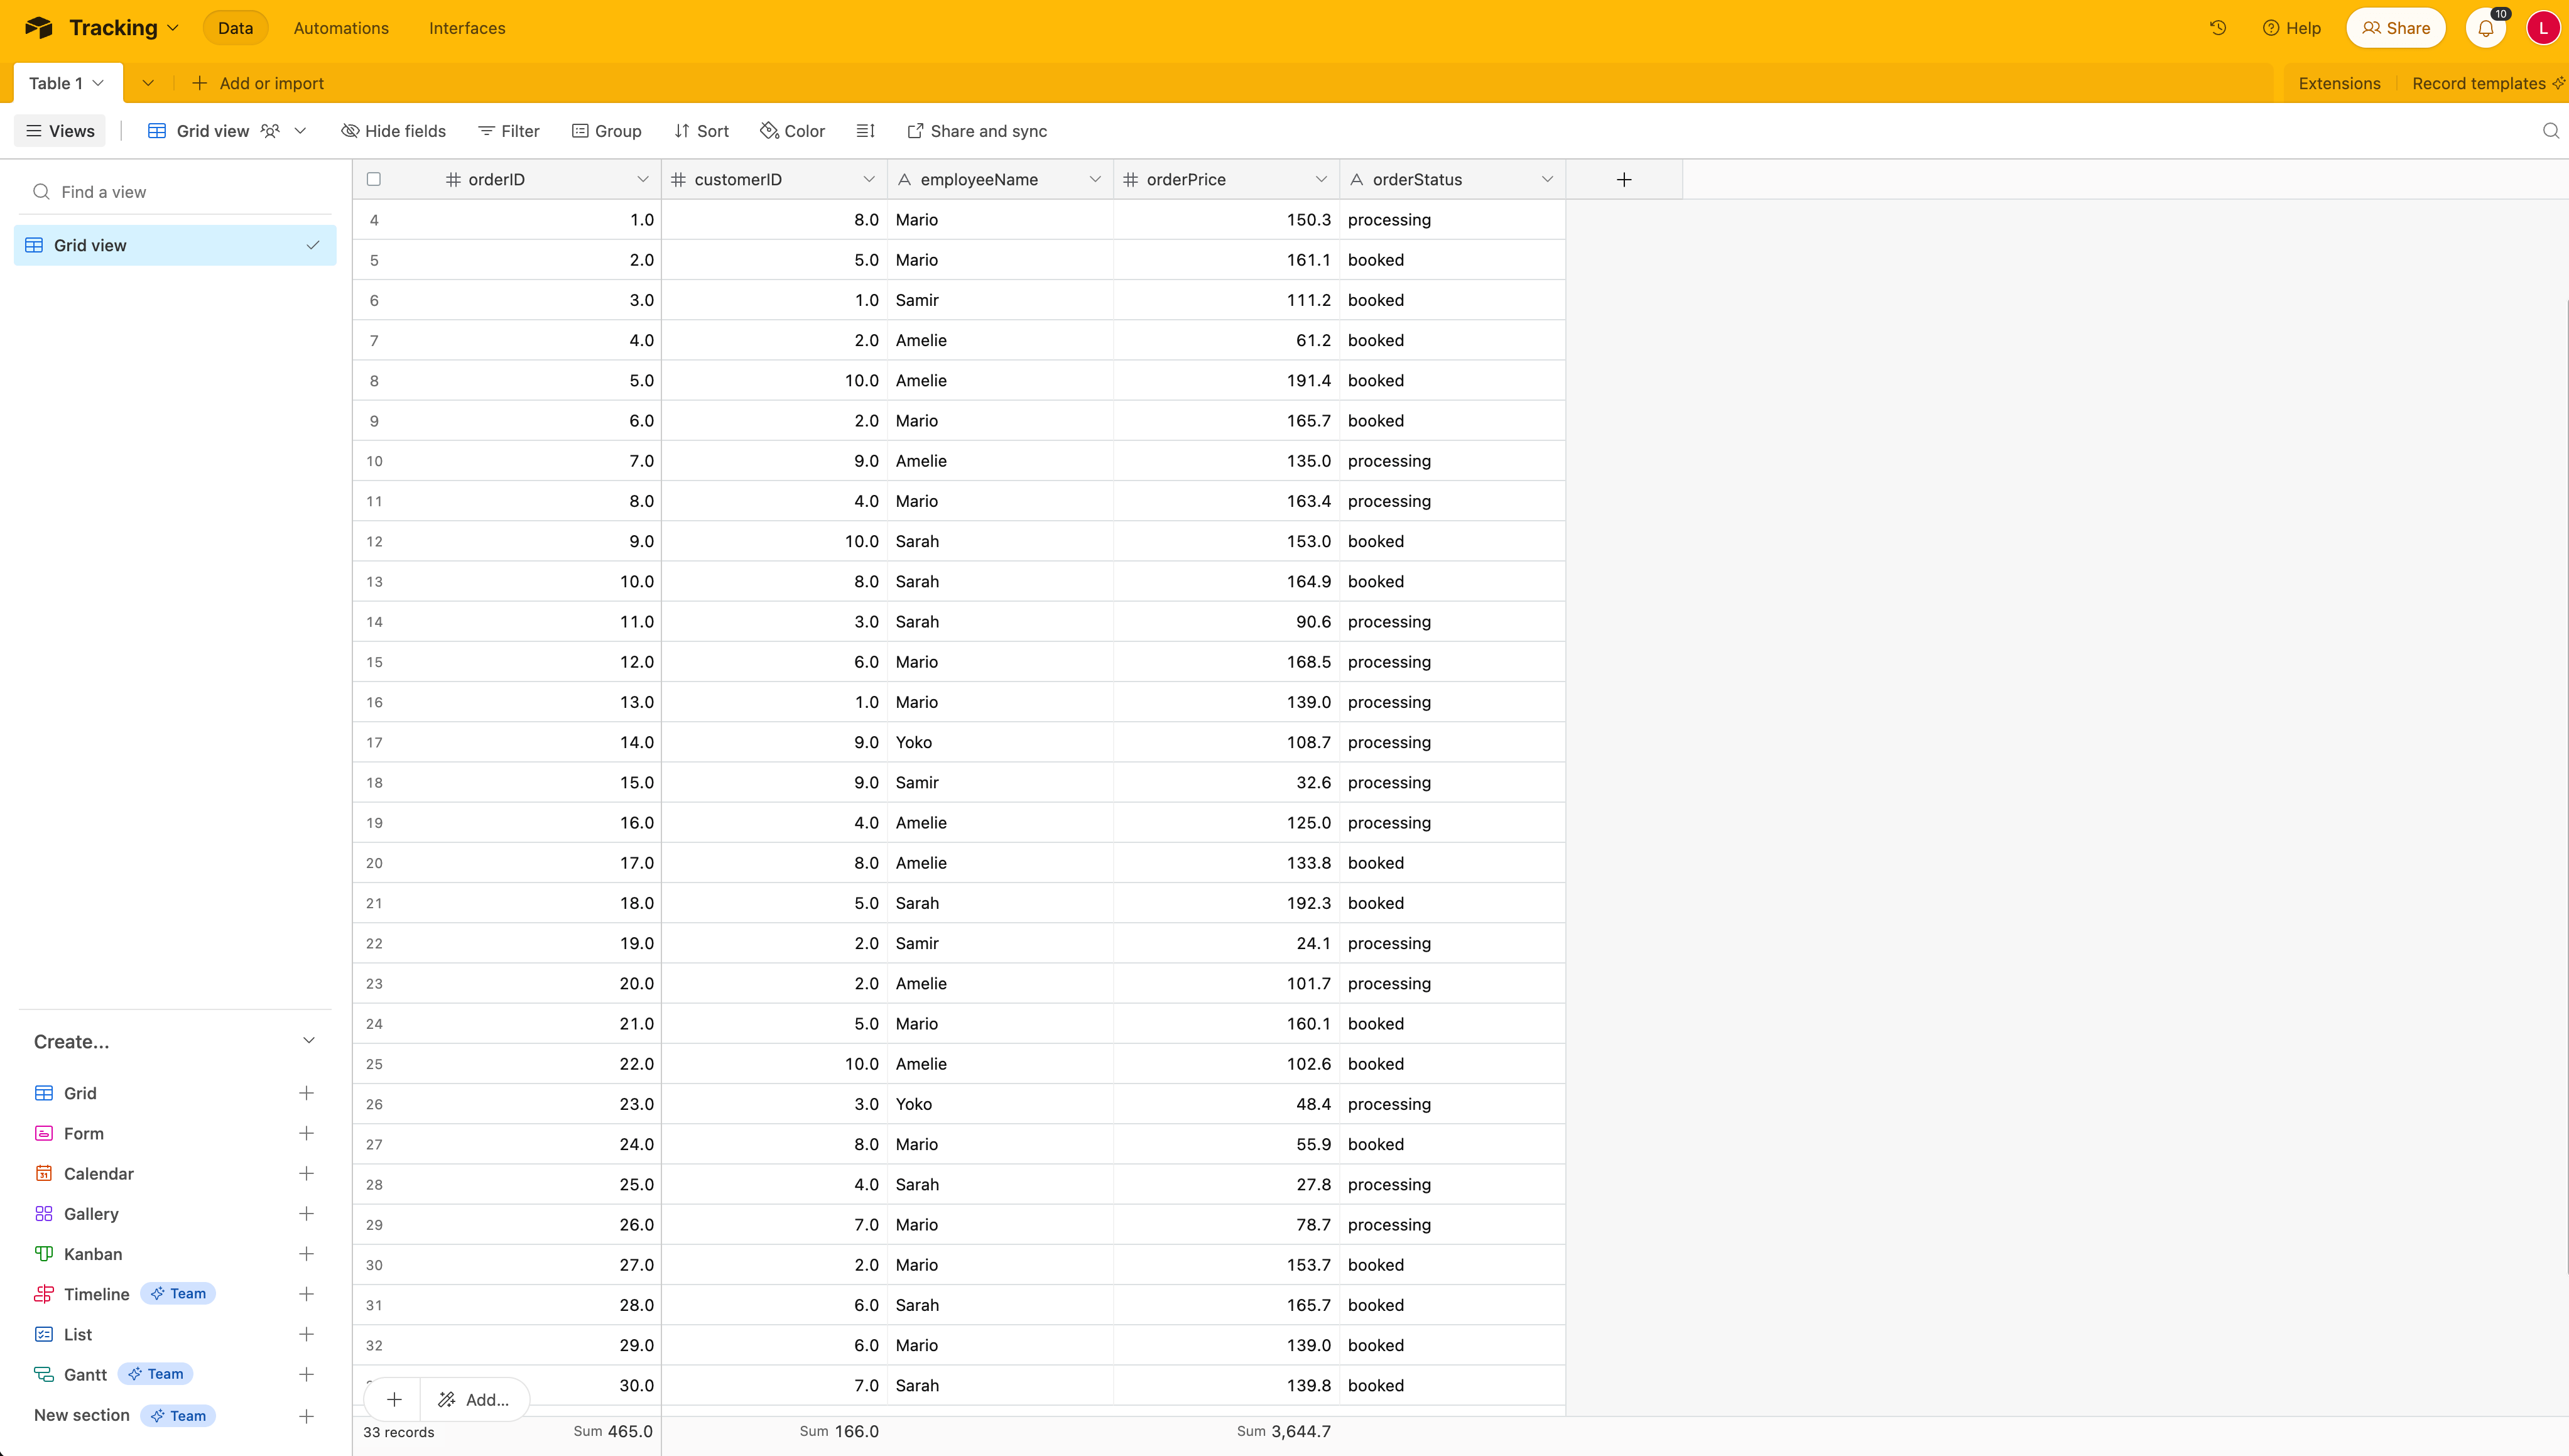 Tracking Data Automations Interfaces Help Share 10 L
Table 1 Add or import Extensions Record templates
Views Grid view Hide fields Filter Group Sort Color Share and sync
Find a view
Grid view
Create...
Grid
Form
31 Calendar
Gallery
Kanban
Timeline Team
List
Gantt Team
New section Team
orderID customerID A employeeName orderPrice A orderStatus
4 1.0 8.0 Mario 150.3 processing
5 2.0 5.0 Mario 161.1 booked
6 3.0 1.0 Samir 111.2 booked
7 4.0 2.0 Amelie 61.2 booked
8 5.0 10.0 Amelie 191.4 booked
9 6.0 2.0 Mario 165.7 booked
10 7.0 9.0 Amelie 135.0 processing
11 8.0 4.0 Mario 163.4 processing
12 9.0 10.0 Sarah 153.0 booked
13 10.0 8.0 Sarah 164.9 booked
14 11.0 3.0 Sarah 90.6 processing
15 12.0 6.0 Mario 168.5 processing
16 13.0 1.0 Mario 139.0 processing
17 14.0 9.0 Yoko 108.7 processing
18 15.0 9.0 Samir 32.6 processing
19 16.0 4.0 Amelie 125.0 processing
20 17.0 8.0 Amelie 133.8 booked
21 18.0 5.0 Sarah 192.3 booked
22 19.0 2.0 Samir 24.1 processing
23 20.0 2.0 Amelie 101.7 processing
24 21.0 5.0 Mario 160.1 booked
25 22.0 10.0 Amelie 102.6 booked
26 23.0 3.0 Yoko 48.4 processing
27 24.0 8.0 Mario 55.9 booked
28 25.0 4.0 Sarah 27.8 processing
29 26.0 7.0 Mario 78.7 processing
30 27.0 2.0 Mario 153.7 booked
31 28.0 6.0 Sarah 165.7 booked
32 29.0 6.0 Mario 139.0 booked
30.0 7.0 Sarah 139.8 booked
Add...
33 records Sum 465.0 Sum 166.0 Sum 3,644.7